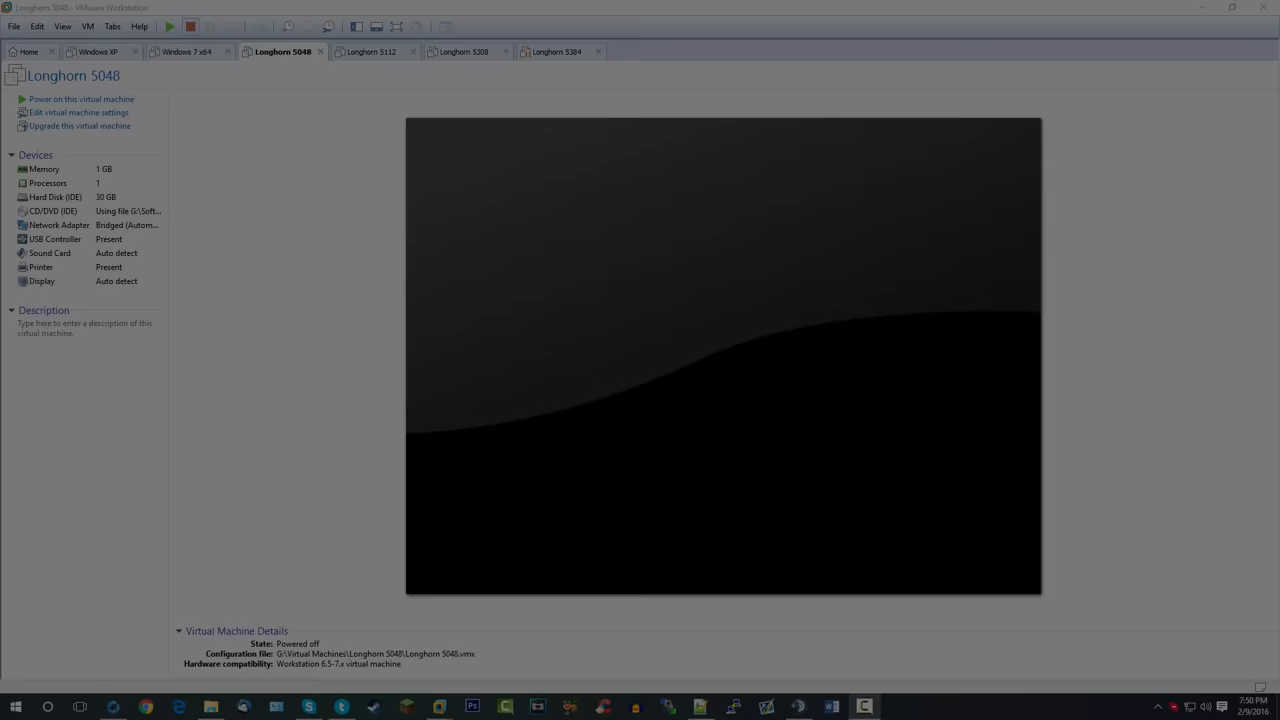 Longhorn 5048 - VMware Workstation
File Edit View VM Tabs Help
Home Windows XP Windows 7 x64 Longhorn 5048 Longhorn 5112 Longhorn 5308 Longhorn 5384
Longhorn 5048
Power on this virtual machine
Edit virtual machine settings
Upgrade this virtual machine
Devices
Memory 1 GB
Processors 1
Hard Disk (IDE) 30 GB
CD/DVD (IDE) Using file G:\Soft...
Network Adapter Bridged (Autom...
USB Controller Present
Sound Card Auto detect
Printer Present
Display Auto detect
Description
Type here to enter a description of this
virtual machine.
Virtual Machine Details
State: Powered off
Configuration file: G:\Virtual Machines\Longhorn 5048\Longhorn 5048.vmx
Hardware compatibility: Workstation 6.5-7.x virtual machine
7:50 PM
2/9/2016